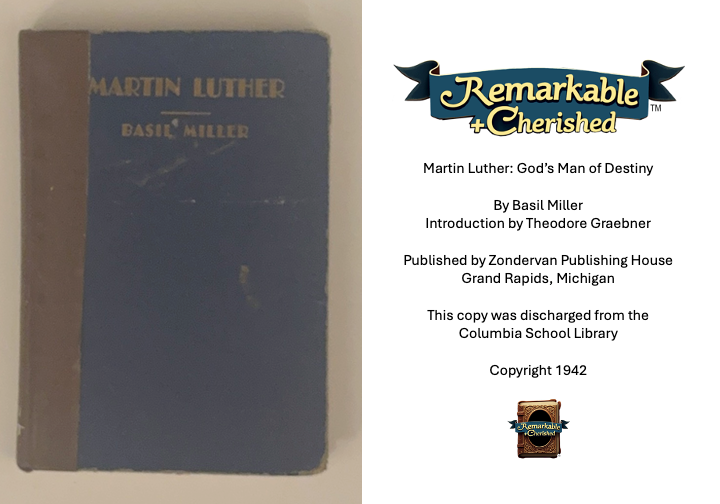 MARTIN LUTHER
BASIL MILLER
Remarkable
+Cherished
TM
Martin Luther: God's Man of Destiny
By Basil Miller
Introduction by Theodore Graebner
Published by Zondervan Publishing House
Grand Rapids, Michigan
This copy was discharged from the
Columbia School Library
Copyright 1942
Remarkable
+Cherished